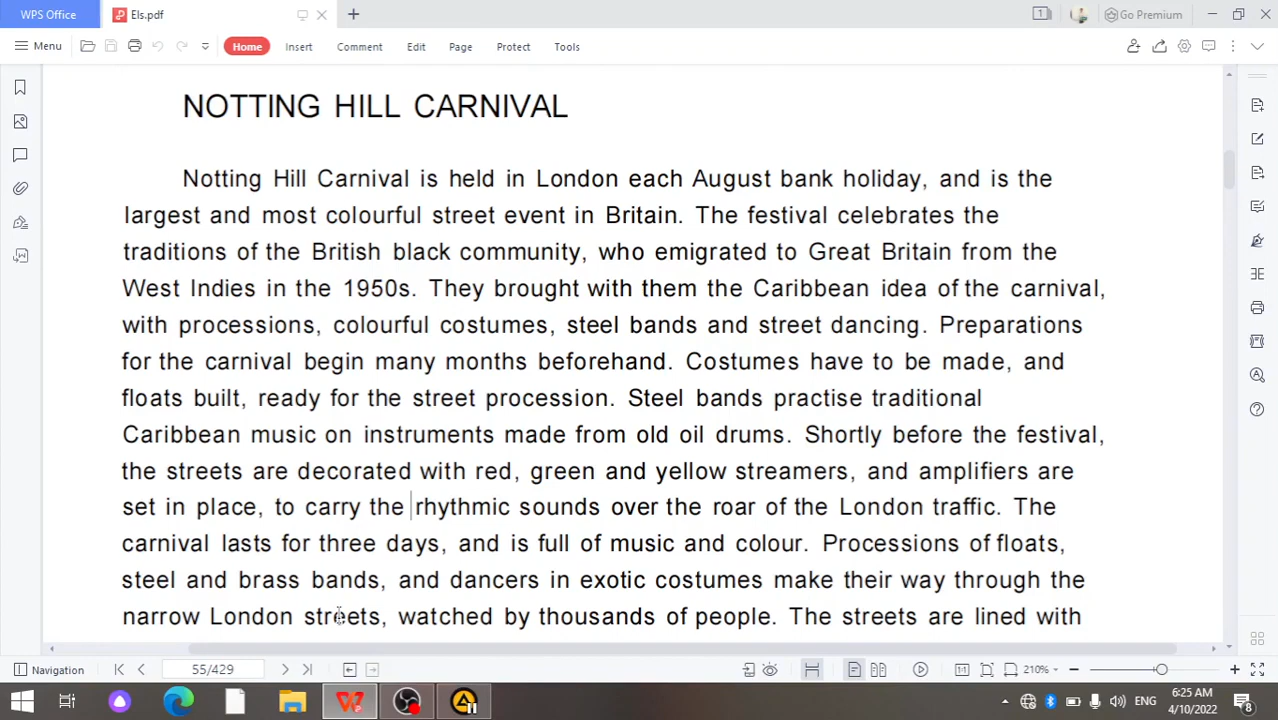 WPS Office
Els.pdf
Go Premium
Menu
Home
Insert
Comment
Edit
Page
Protect
Tools
NOTTING HILL CARNIVAL
Notting Hill Carnival is held in London each August bank holiday, and is the
largest and most colourful street event in Britain. The festival celebrates the
traditions of the British black community, who emigrated to Great Britain from the
West Indies in the 1950s. They brought with them the Caribbean idea of the carnival,
with processions, colourful costumes, steel bands and street dancing. Preparations
for the carnival begin many months beforehand. Costumes have to be made, and
floats built, ready for the street procession. Steel bands practise traditional
Caribbean music on instruments made from old oil drums. Shortly before the festival,
the streets are decorated with red, green and yellow streamers, and amplifiers are
set in place, to carry the rhythmic sounds over the roar of the London traffic. The
carnival lasts for three days, and is full of music and colour. Processions of floats,
steel and brass bands, and dancers in exotic costumes make their way through the
narrow London streets, watched by thousands of people. The streets are lined with
Navigation
55/429
210%
ENG
6:25 AM
4/10/2022
8